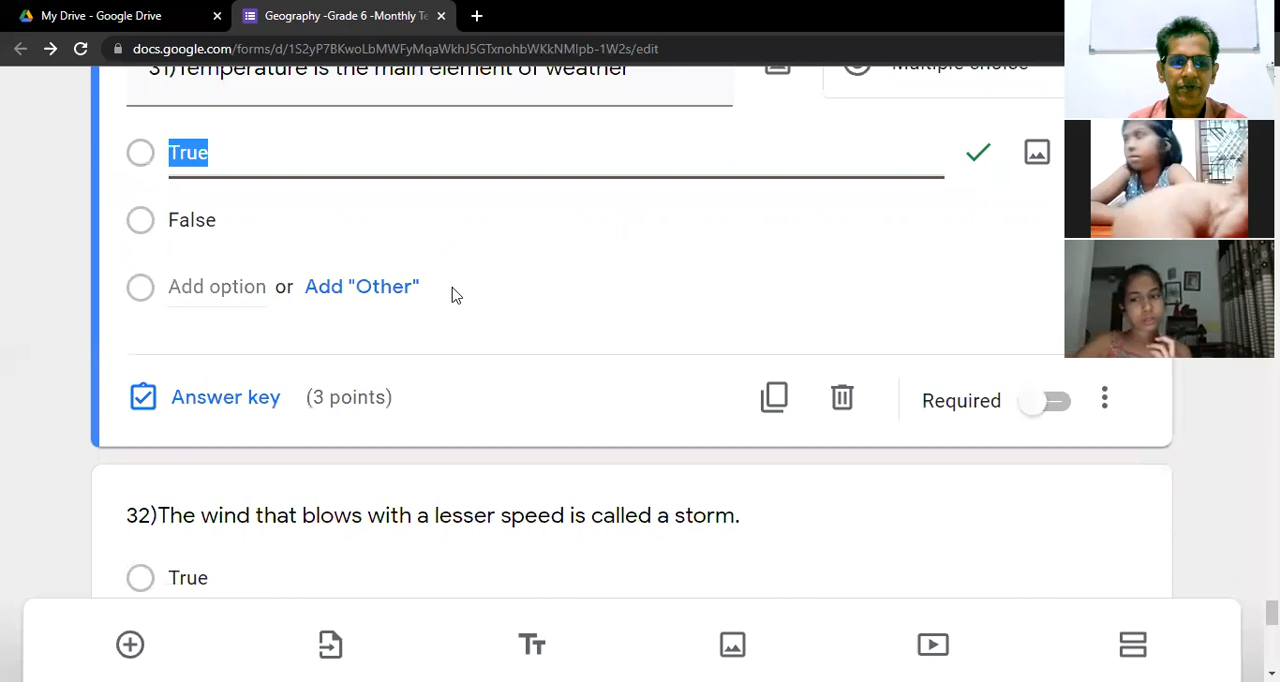 My Drive - Google Drive
Geography -Grade 6 -Monthly Te
docs.google.com/forms/d/1S2yP7BKwoLbMWFyMqaWkhJ5GTxnohbWKkNMlpb-1W2s/edit
31)Temperature is the main element of weather
Multiple choice
True
False
Add option or Add "Other"
Answer key (3 points)
Required
32)The wind that blows with a lesser speed is called a storm.
True
Tt